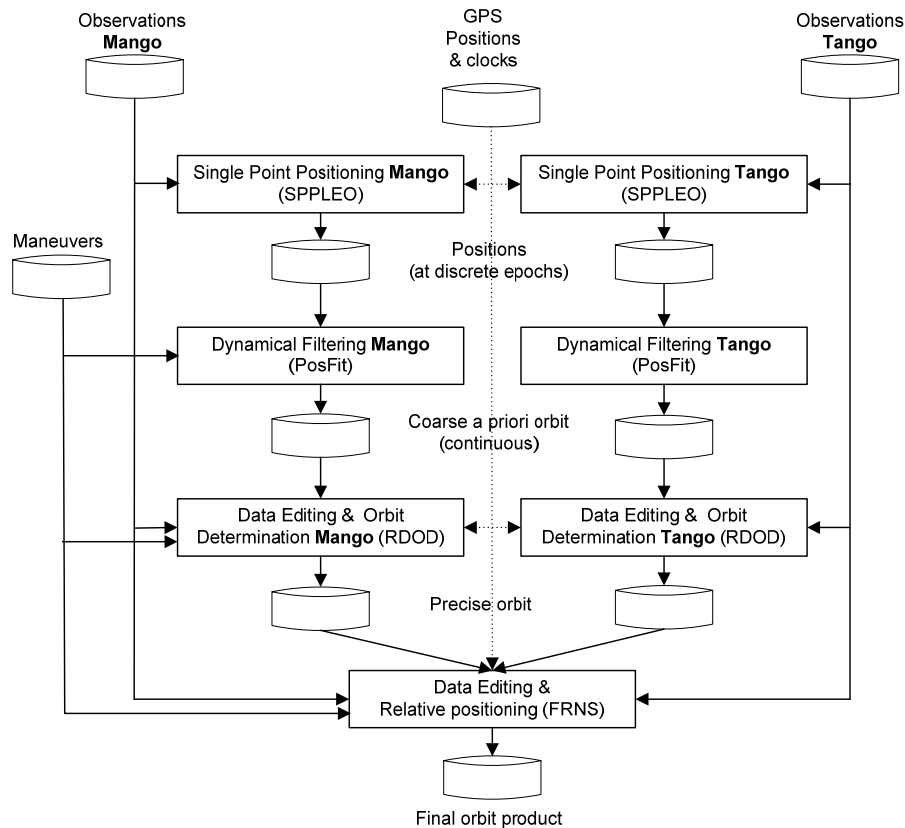 Observations
Mango
GPS
Positions
& clocks
Observations
Tango
Single Point Positioning Mango
(SPPLEO)
Single Point Positioning Tango
(SPPLEO)
Maneuvers
Positions
(at discrete epochs)
Dynamical Filtering Mango
(PosFit)
Dynamical Filtering Tango
(PosFit)
Coarse a priori orbit
(continuous)
Data Editing & Orbit
Determination Mango (RDOD)
Data Editing & Orbit
Determination Tango (RDOD)
Precise orbit
Data Editing &
Relative positioning (FRNS)
Final orbit product